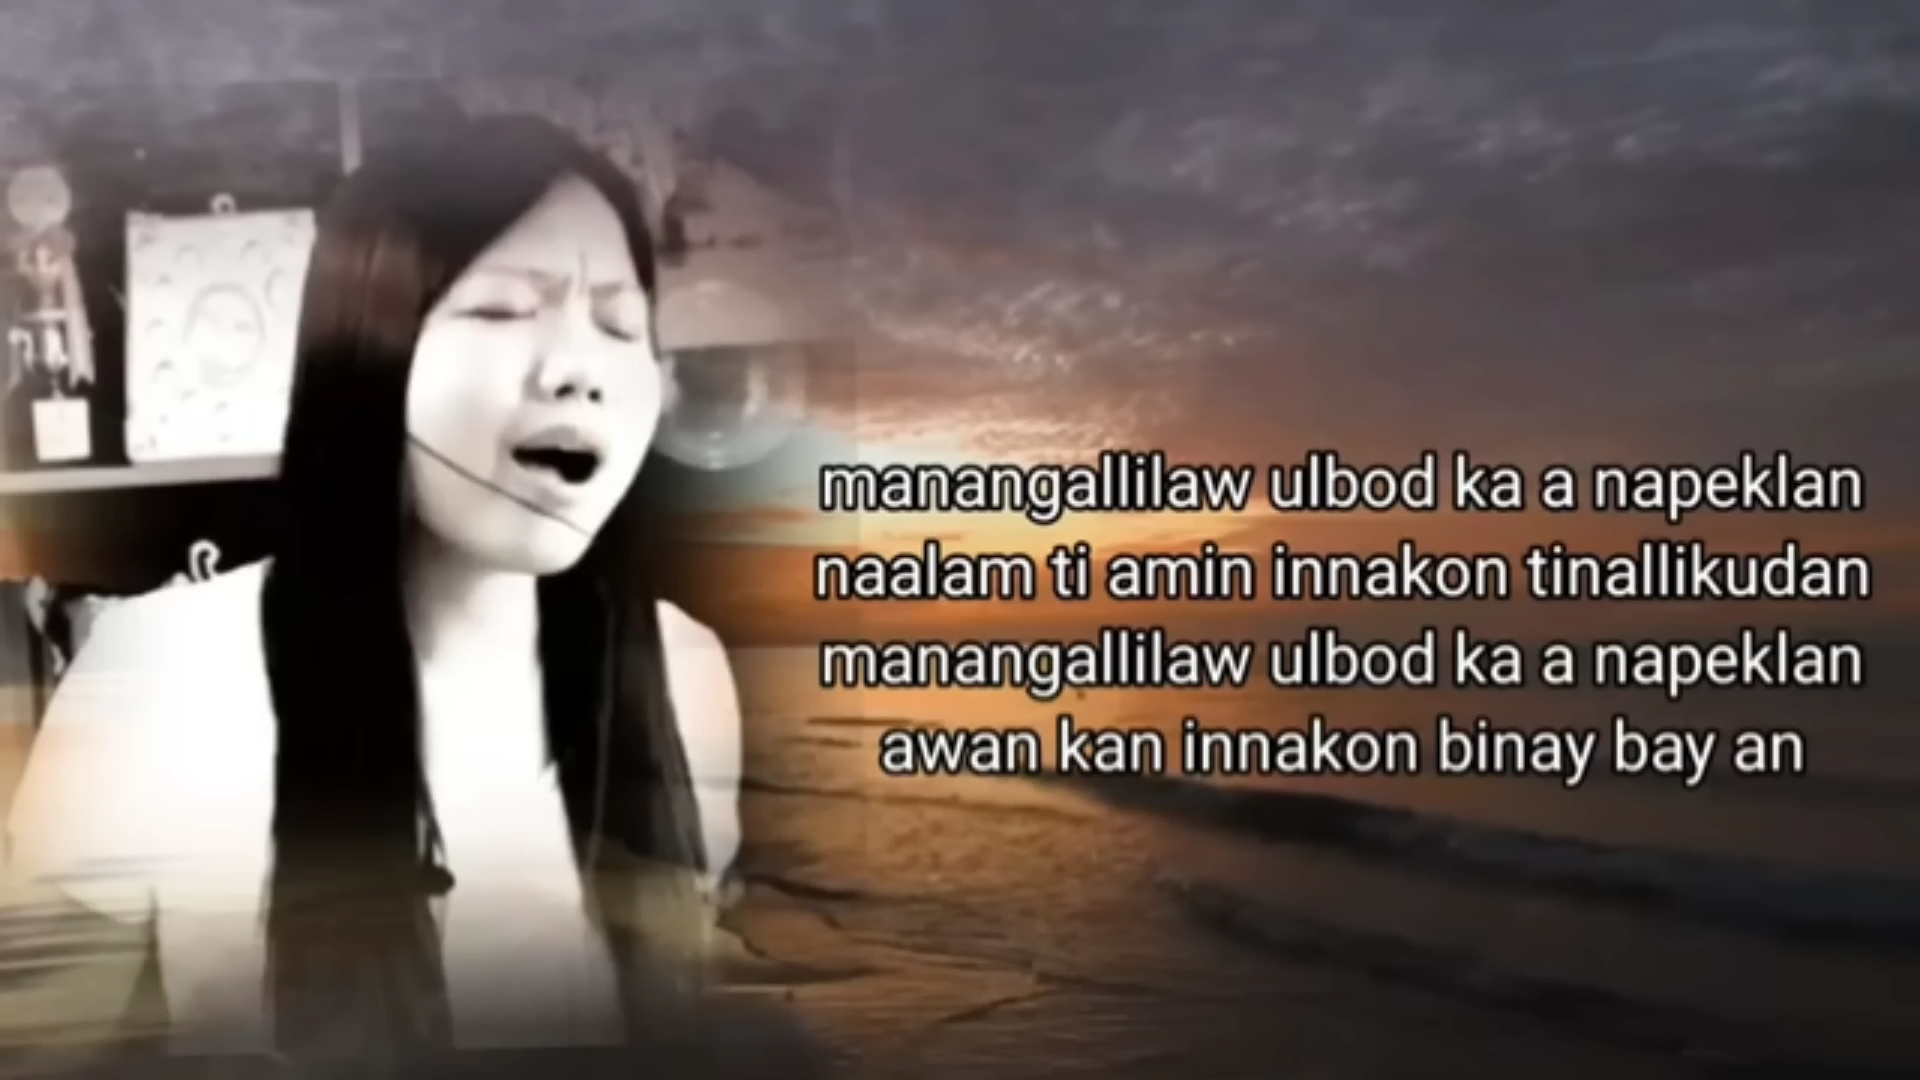 manangallilaw ulbod ka a napeklan
naalam ti amin innakon tinallikudan
manangallilaw ulbod ka a napeklan
awan kan innakon binay bay an